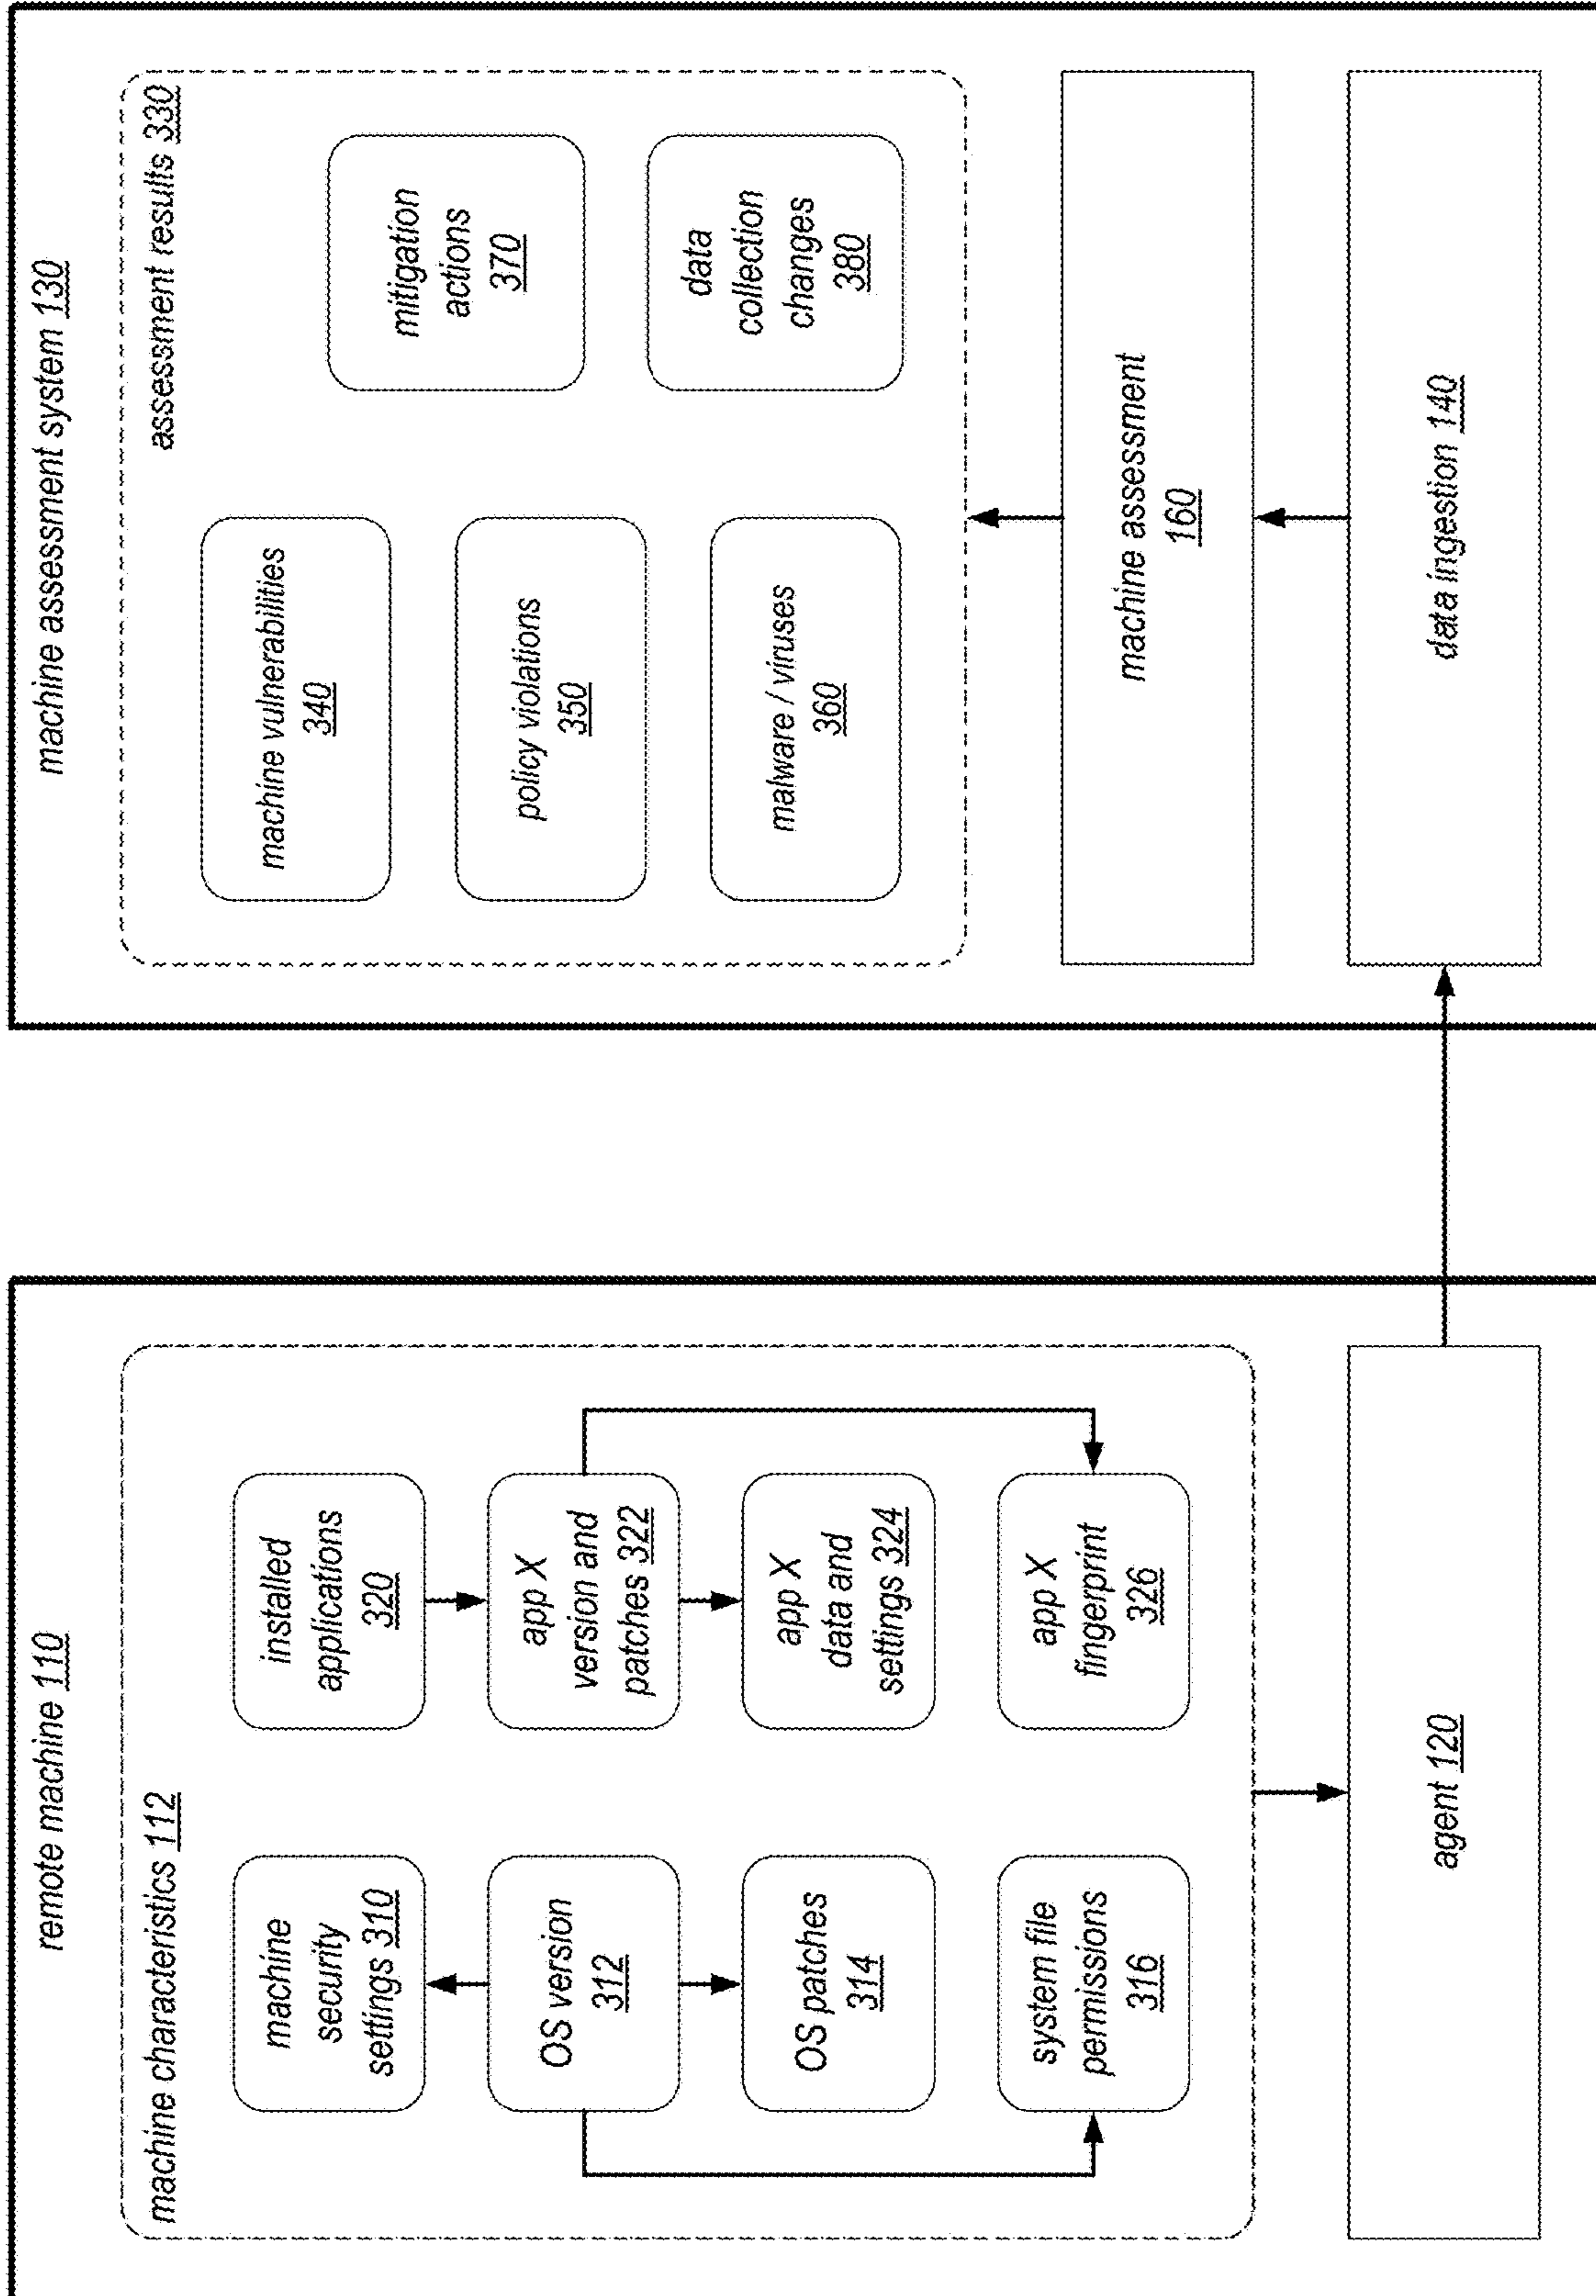 remote machine 110
machine characteristics 112
machine
security
settings 310
OS version
312
OS patches
314
system file
permissions
316
installed
applications
320
app X
version and
patches 322
app X
data and
settings 324
app X
fingerprint
326
agent 120
machine assessment system 130
assessment results 330
machine vulnerabilities
340
policy violations
350
malware / viruses
360
mitigation
actions
370
data
collection
changes
380
machine assessment
160
data ingestion 140